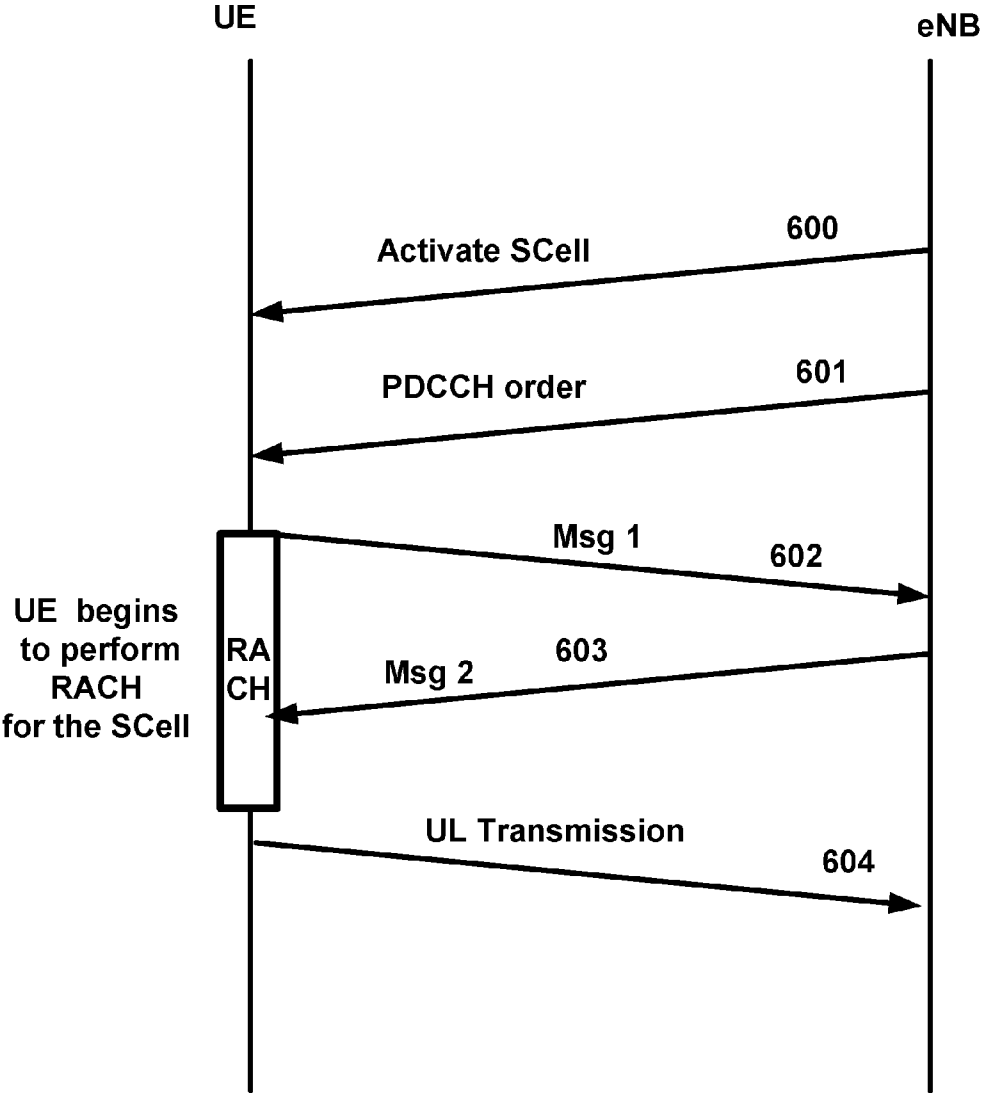 UE
eNB
600
Activate SCell
601
PDCCH order
Msg 1
602
UE begins
to perform
RACH
for the SCell
RA
CH
603
Msg 2
UL Transmission
604